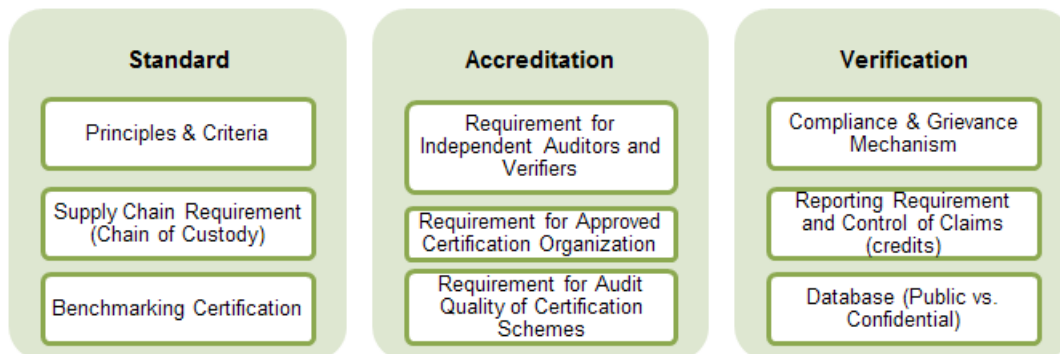 Standard
Principles & Criteria
Supply Chain Requirement
(Chain of Custody)
Benchmarking Certification
Accreditation
Requirement for
Independent Auditors and
Verifiers
Requirement for Approved
Certification Organization
Requirement for Audit
Quality of Certification
Schemes
Verification
Compliance & Grievance
Mechanism
Reporting Requirement
and Control of Claims
(credits)
Database (Public vs.
Confidential)